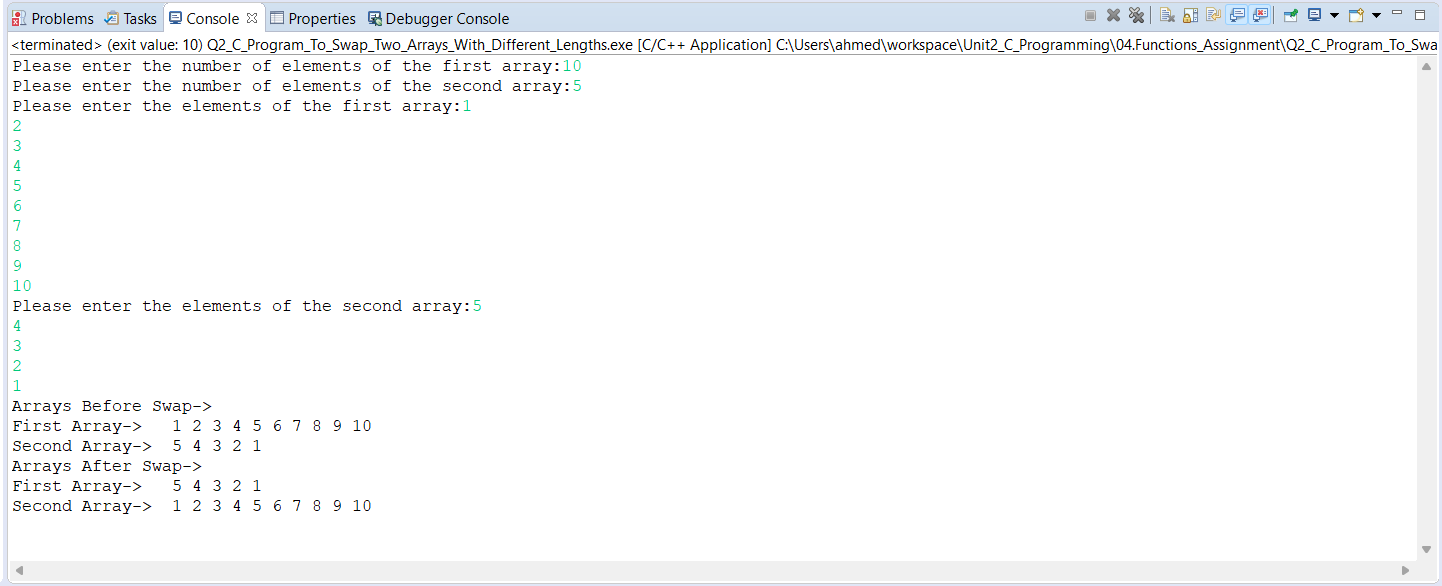 Problems Tasks Console Properties Debugger Console
<terminated> (exit value: 10) Q2_C_Program_To_Swap_Two_Arrays_With_Different_Lengths.exe [C/C++ Application] C:\Users\ahmed\workspace\Unit2_C_Programming\04.Functions_Assignment\Q2_C_Program_To_Swa
Please enter the number of elements of the first array:10
Please enter the number of elements of the second array:5
Please enter the elements of the first array:1
2
3
4
5
6
7
8
9
10
Please enter the elements of the second array:5
4
3
2
1
Arrays Before Swap->
First Array->   1 2 3 4 5 6 7 8 9 10
Second Array->  5 4 3 2 1
Arrays After Swap->
First Array->   5 4 3 2 1
Second Array->  1 2 3 4 5 6 7 8 9 10